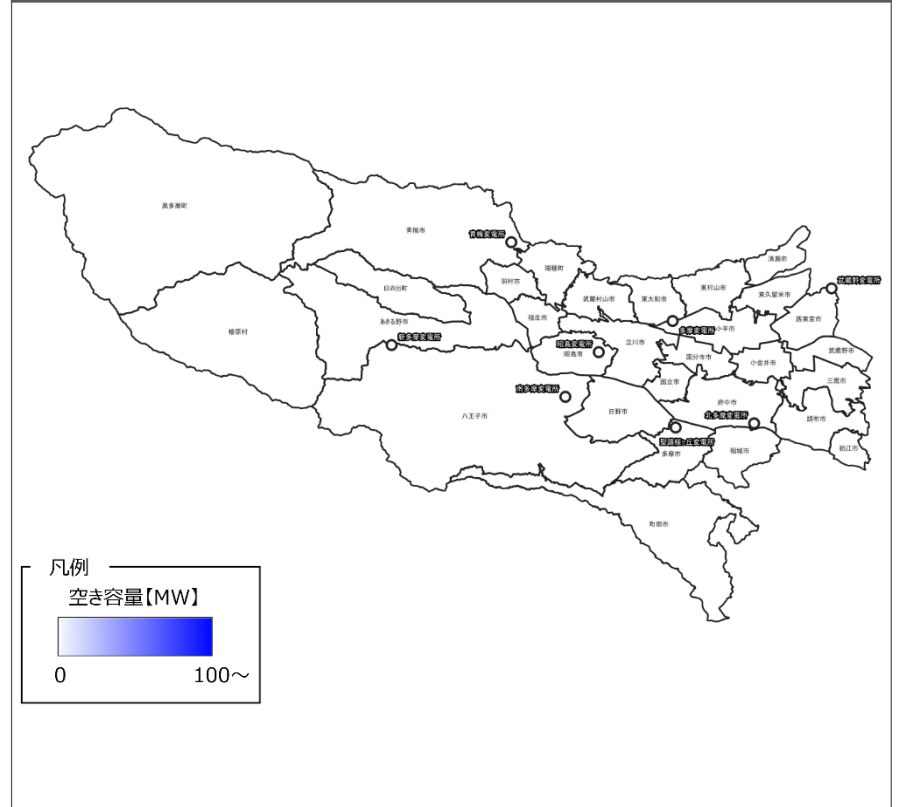 奥多摩町
青梅市
青梅変電所
瑞穂町
清瀬市
羽村市
日の出町
武蔵村山市
東大和市
東村山市
東久留米市
武蔵野変電所
あきる野市
福生市
西東京市
檜原村
新多摩変電所
多摩変電所
小平市
立川市
昭島変電所
昭島市
国分寺市
小金井市
武蔵野市
国立市
三鷹市
八王子市
日野市
府中市
北多摩変電所
調布市
聖蹟桜ヶ丘変電所
多摩市
稲城市
狛江市
町田市
凡例
空き容量【MW】
0
100～